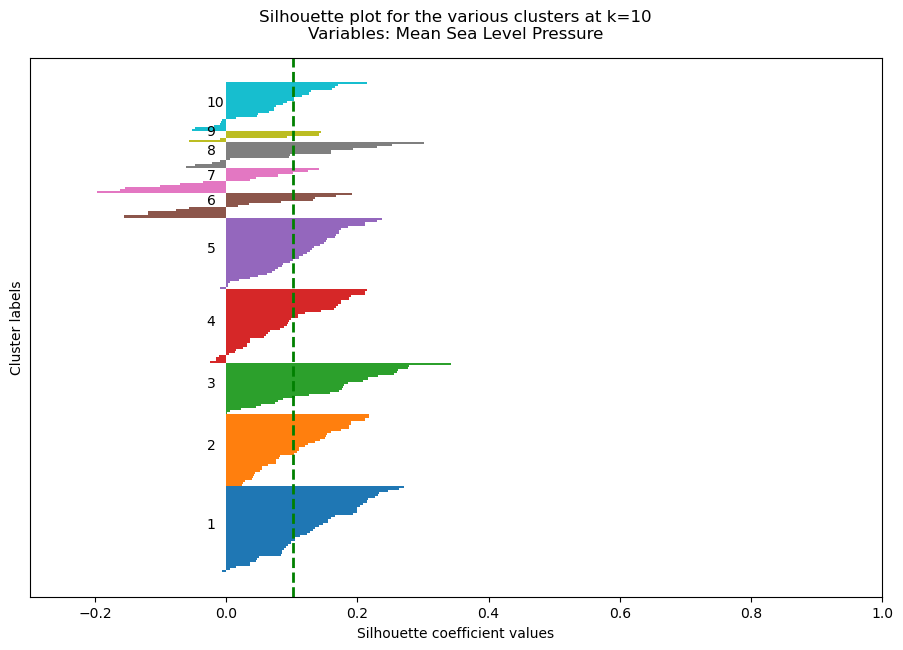 Silhouette plot for the various clusters at k=10
Variables: Mean Sea Level Pressure
10
9
8
7
6
5
4
3
2
1
Cluster labels
−0.2 0.0 0.2 0.4 0.6 0.8 1.0
Silhouette coefficient values